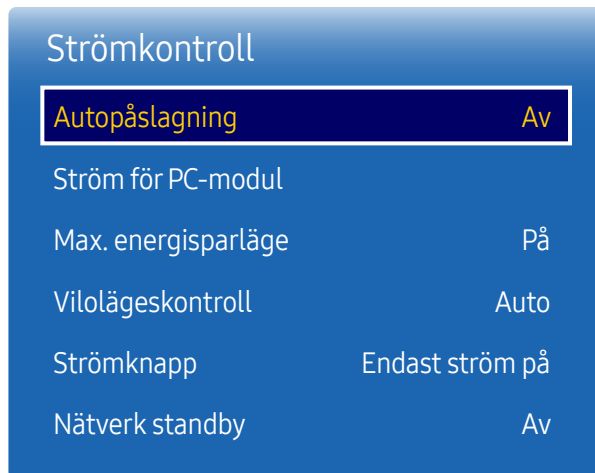 Strömkontroll
Autopåslagning Av
Ström för PC-modul
Max. energisparläge På
Vilolägeskontroll Auto
Strömknapp Endast ström på
Nätverk standby Av